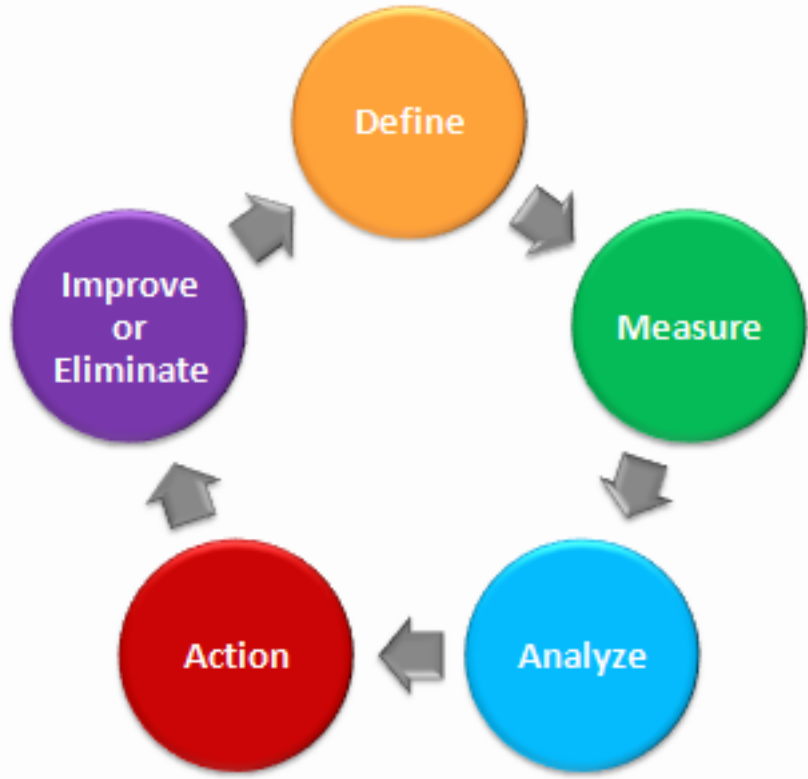 Define
Measure
Analyze
Action
Improve
or
Eliminate